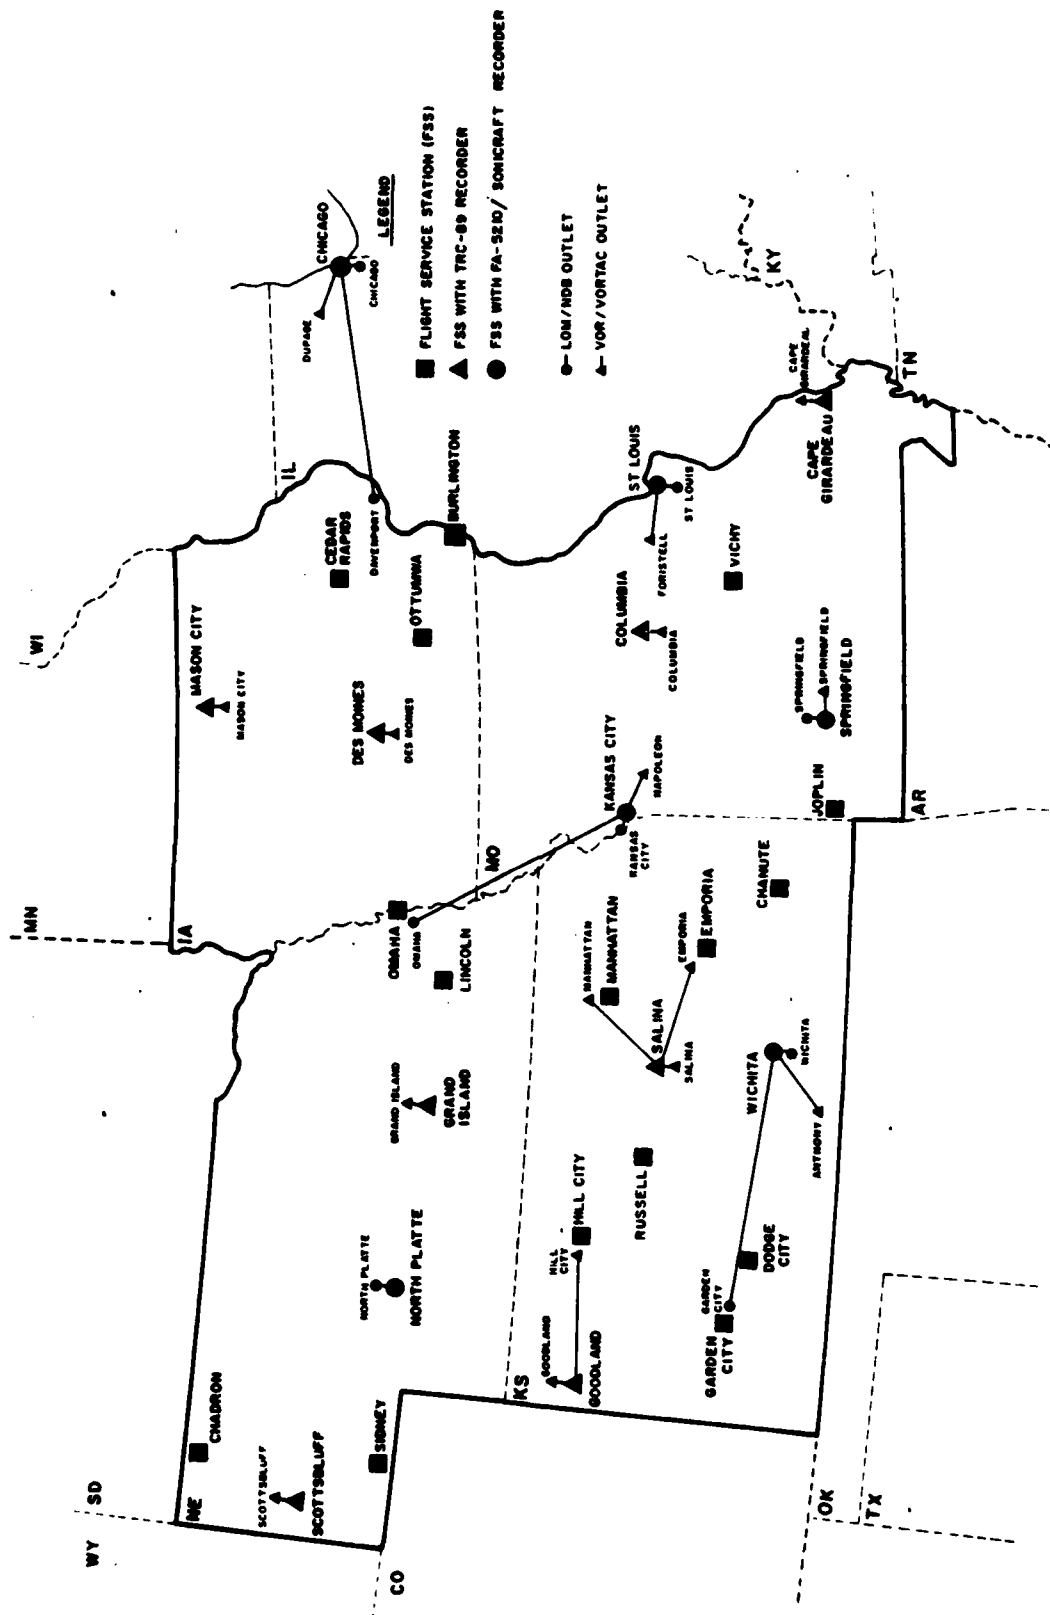 WY
SD
NE
CHADRON
SCOTTSBLUFF
SCOTTSBLUFF
SIDNEY
CO
NORTH PLATTE
NORTH PLATTE
GRAND ISLAND
GRAND
ISLAND
OMAHA
OMAHA
LINCOLN
MN
IA
MASON CITY
MASON CITY
WI
DES MOINES
DES MOINES
CEDAR
RAPIDS
OTTUMWA
DAVENPORT
BURLINGTON
IL
DUPAGE
CHICAGO
CHICAGO
LEGEND
FLIGHT SERVICE STATION (FSS)
FSS WITH TRC-89 RECORDER
FSS WITH FA-5210/ SONICRAFT RECORDER
LOM/NDB OUTLET
VOR/VORTAC OUTLET
KS
GOODLAND
GOODLAND
HILL
CITY
HILL CITY
RUSSELL
GARDEN
CITY
GARDEN
CITY
DODGE
CITY
SALINA
SALINA
MANHATTAN
MANHATTAN
EMPORIA
EMPORIA
WICHITA
WICHITA
ANTHONY
CHANUTE
MO
KANSAS CITY
KANSAS
CITY
NAPOLEON
COLUMBIA
COLUMBIA
FORISTELL
ST LOUIS
ST LOUIS
VICHY
JOPLIN
SPRINGFIELD
SPRINGFIELD
SPRINGFIELD
CAPE
GIRARDEAL
CAPE
GIRARDEAU
KY
TN
AR
OK
TX